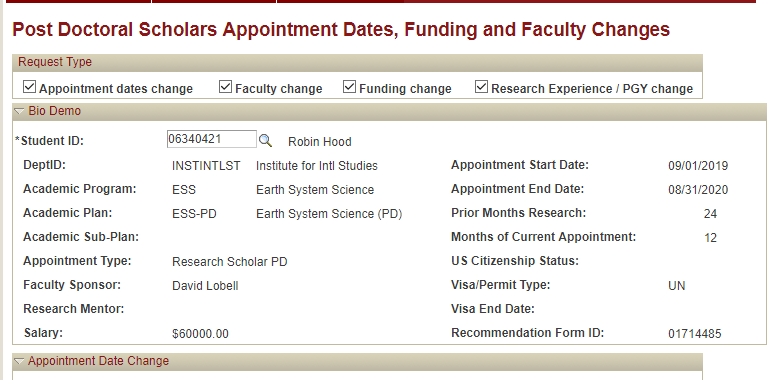 Post Doctoral Scholars Appointment Dates, Funding and Faculty Changes
Request Type
Appointment dates change Faculty change Funding change Research Experience / PGY change
Bio Demo
*Student ID: 06340421 Robin Hood
DeptID: INSTINTLST Institute for Intl Studies Appointment Start Date: 09/01/2019
Academic Program: ESS Earth System Science Appointment End Date: 08/31/2020
Academic Plan: ESS-PD Earth System Science (PD) Prior Months Research: 24
Academic Sub-Plan: Months of Current Appointment: 12
Appointment Type: Research Scholar PD US Citizenship Status:
Faculty Sponsor: David Lobell Visa/Permit Type: UN
Research Mentor: Visa End Date:
Salary: $60000.00 Recommendation Form ID: 01714485
Appointment Date Change